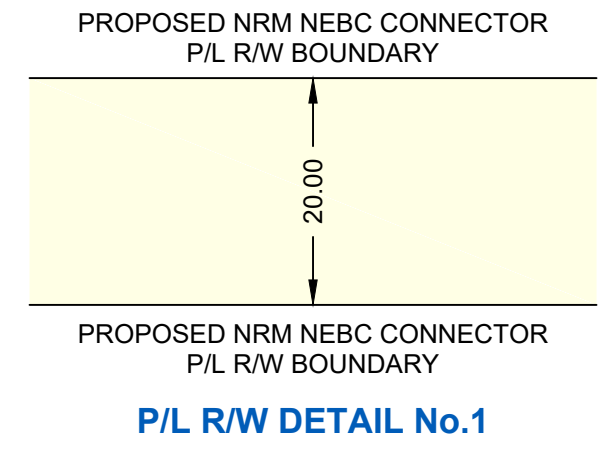 PROPOSED NRM NEBC CONNECTOR
P/L R/W BOUNDARY
20.00
PROPOSED NRM NEBC CONNECTOR
P/L R/W BOUNDARY
P/L R/W DETAIL No.1